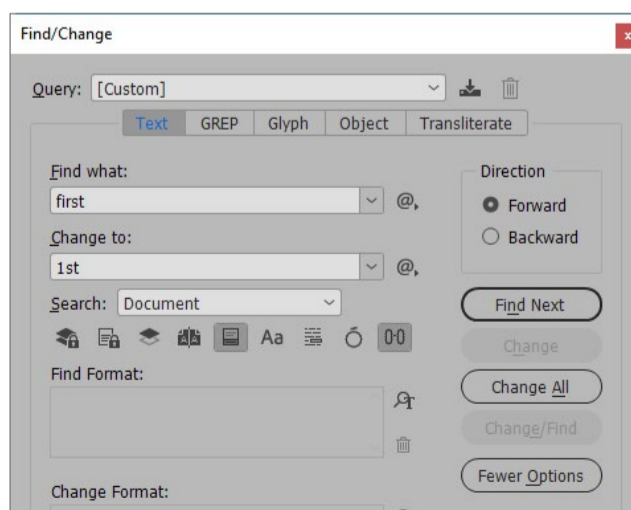 Find/Change
x
Query: [Custom]
Text GREP Glyph Object Transliterate
Find what:
first
@
Change to:
1st
@
Search: Document
Aa
Find Format:
Change Format:
Direction
Forward
Backward
Find Next
Change
Change All
Change/Find
Fewer Options